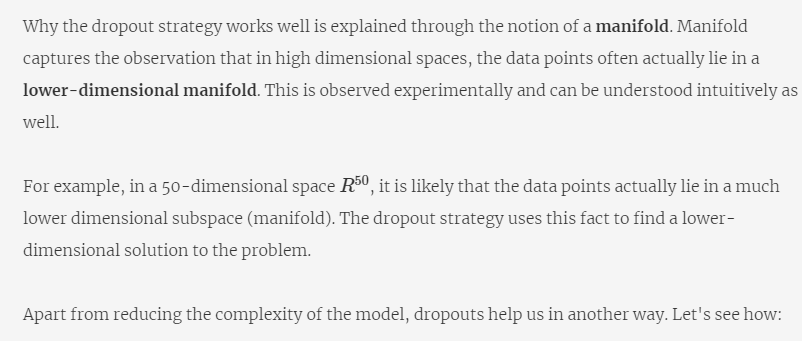 Why the dropout strategy works well is explained through the notion of a manifold. Manifold
captures the observation that in high dimensional spaces, the data points often actually lie in a
lower-dimensional manifold. This is observed experimentally and can be understood intuitively as
well.
For example, in a 50-dimensional space R⁵⁰, it is likely that the data points actually lie in a much
lower dimensional subspace (manifold). The dropout strategy uses this fact to find a lower-
dimensional solution to the problem.
Apart from reducing the complexity of the model, dropouts help us in another way. Let's see how: